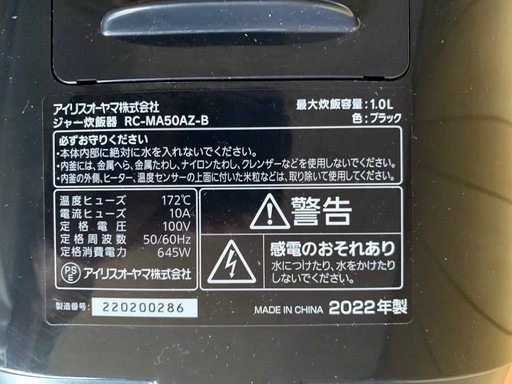 アイリスオーヤマ株式会社
ジャー炊飯器 RC-MA50AZ-B
最大炊飯容量:1.0L
色:ブラック
必ずお守りください
・本体内部に絶対に水を入れないでください。
・内釜には、金属へら、金属たわし、ナイロンたわし、クレンザーなどを使用しないでください。
・内釜の外側、ヒーター、温度センサーの上面に付いた米粒などは、取り除いて使用してください。
温度ヒューズ 172℃
電流ヒューズ 10A
定格電圧 100V
定格周波数 50/60Hz
定格消費電力 645W
警告
感電のおそれあり
水につけたり、水をかけたりしないでください。
PSE アイリスオーヤマ株式会社
製造番号: 220200286
MADE IN CHINA 2022年製